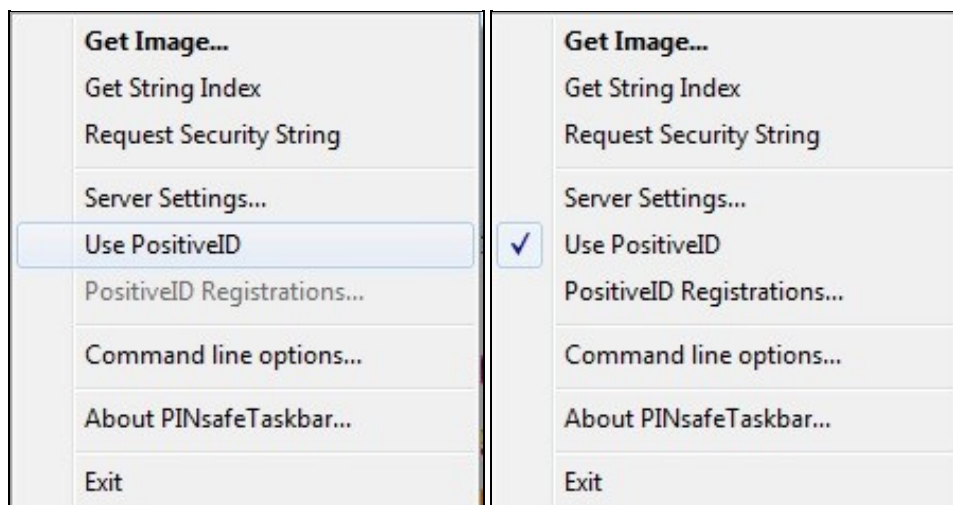 Get Image...
Get String Index
Request Security String
Server Settings...
Use PositiveID
PositiveID Registrations...
Command line options...
About PINsafeTaskbar...
Exit
Get Image...
Get String Index
Request Security String
Server Settings...
Use PositiveID
PositiveID Registrations...
Command line options...
About PINsafeTaskbar...
Exit